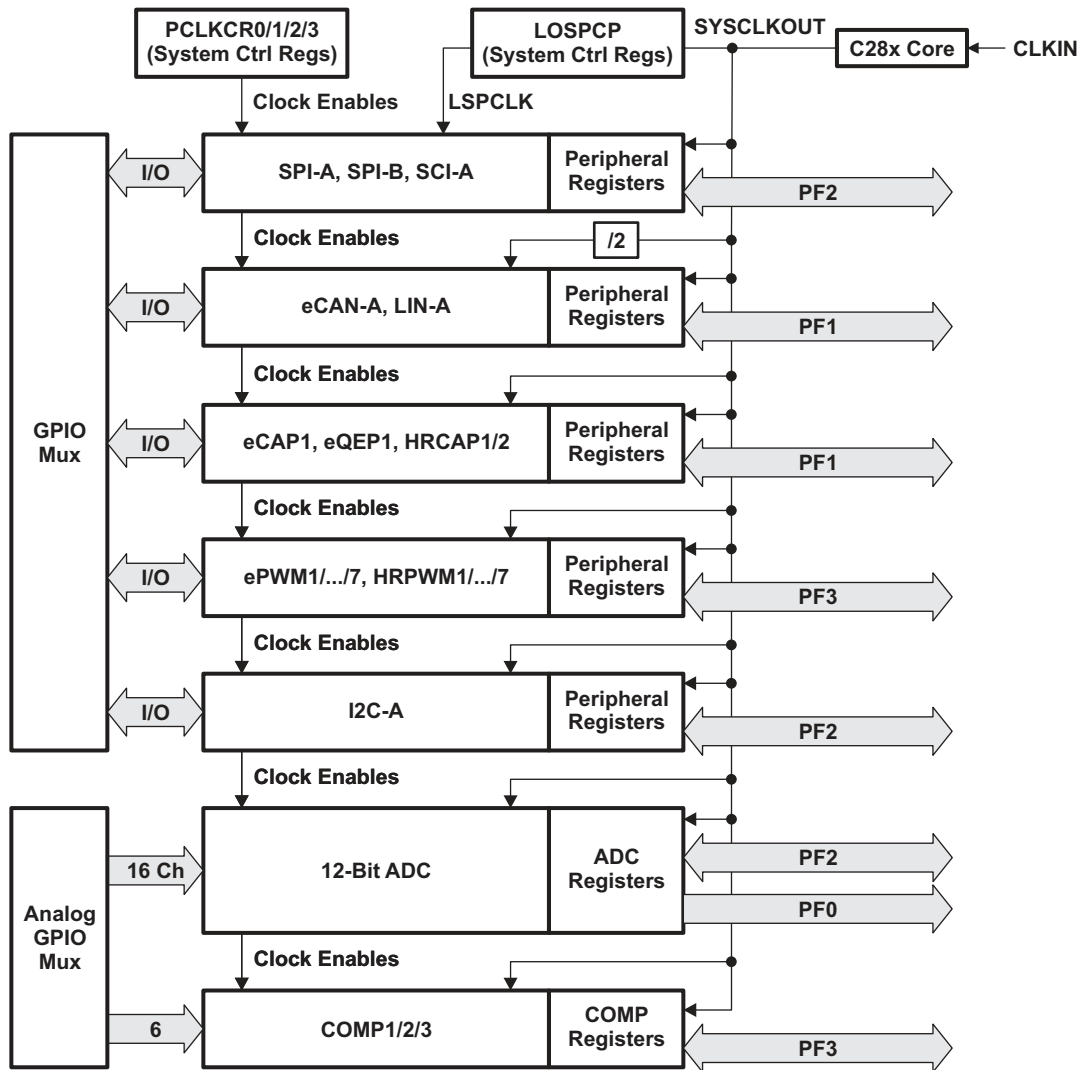 PCLKCR0/1/2/3
(System Ctrl Regs)
LOSPCP
(System Ctrl Regs)
SYSCLKOUT
C28x Core
CLKIN
Clock Enables
LSPCLK
I/O
SPI-A, SPI-B, SCI-A
Peripheral
Registers
PF2
Clock Enables
/2
I/O
eCAN-A, LIN-A
Peripheral
Registers
PF1
Clock Enables
GPIO
Mux
I/O
eCAP1, eQEP1, HRCAP1/2
Peripheral
Registers
PF1
Clock Enables
I/O
ePWM1/.../7, HRPWM1/.../7
Peripheral
Registers
PF3
Clock Enables
I/O
I2C-A
Peripheral
Registers
PF2
Clock Enables
Analog
GPIO
Mux
16 Ch
12-Bit ADC
ADC
Registers
PF2
PF0
Clock Enables
6
COMP1/2/3
COMP
Registers
PF3